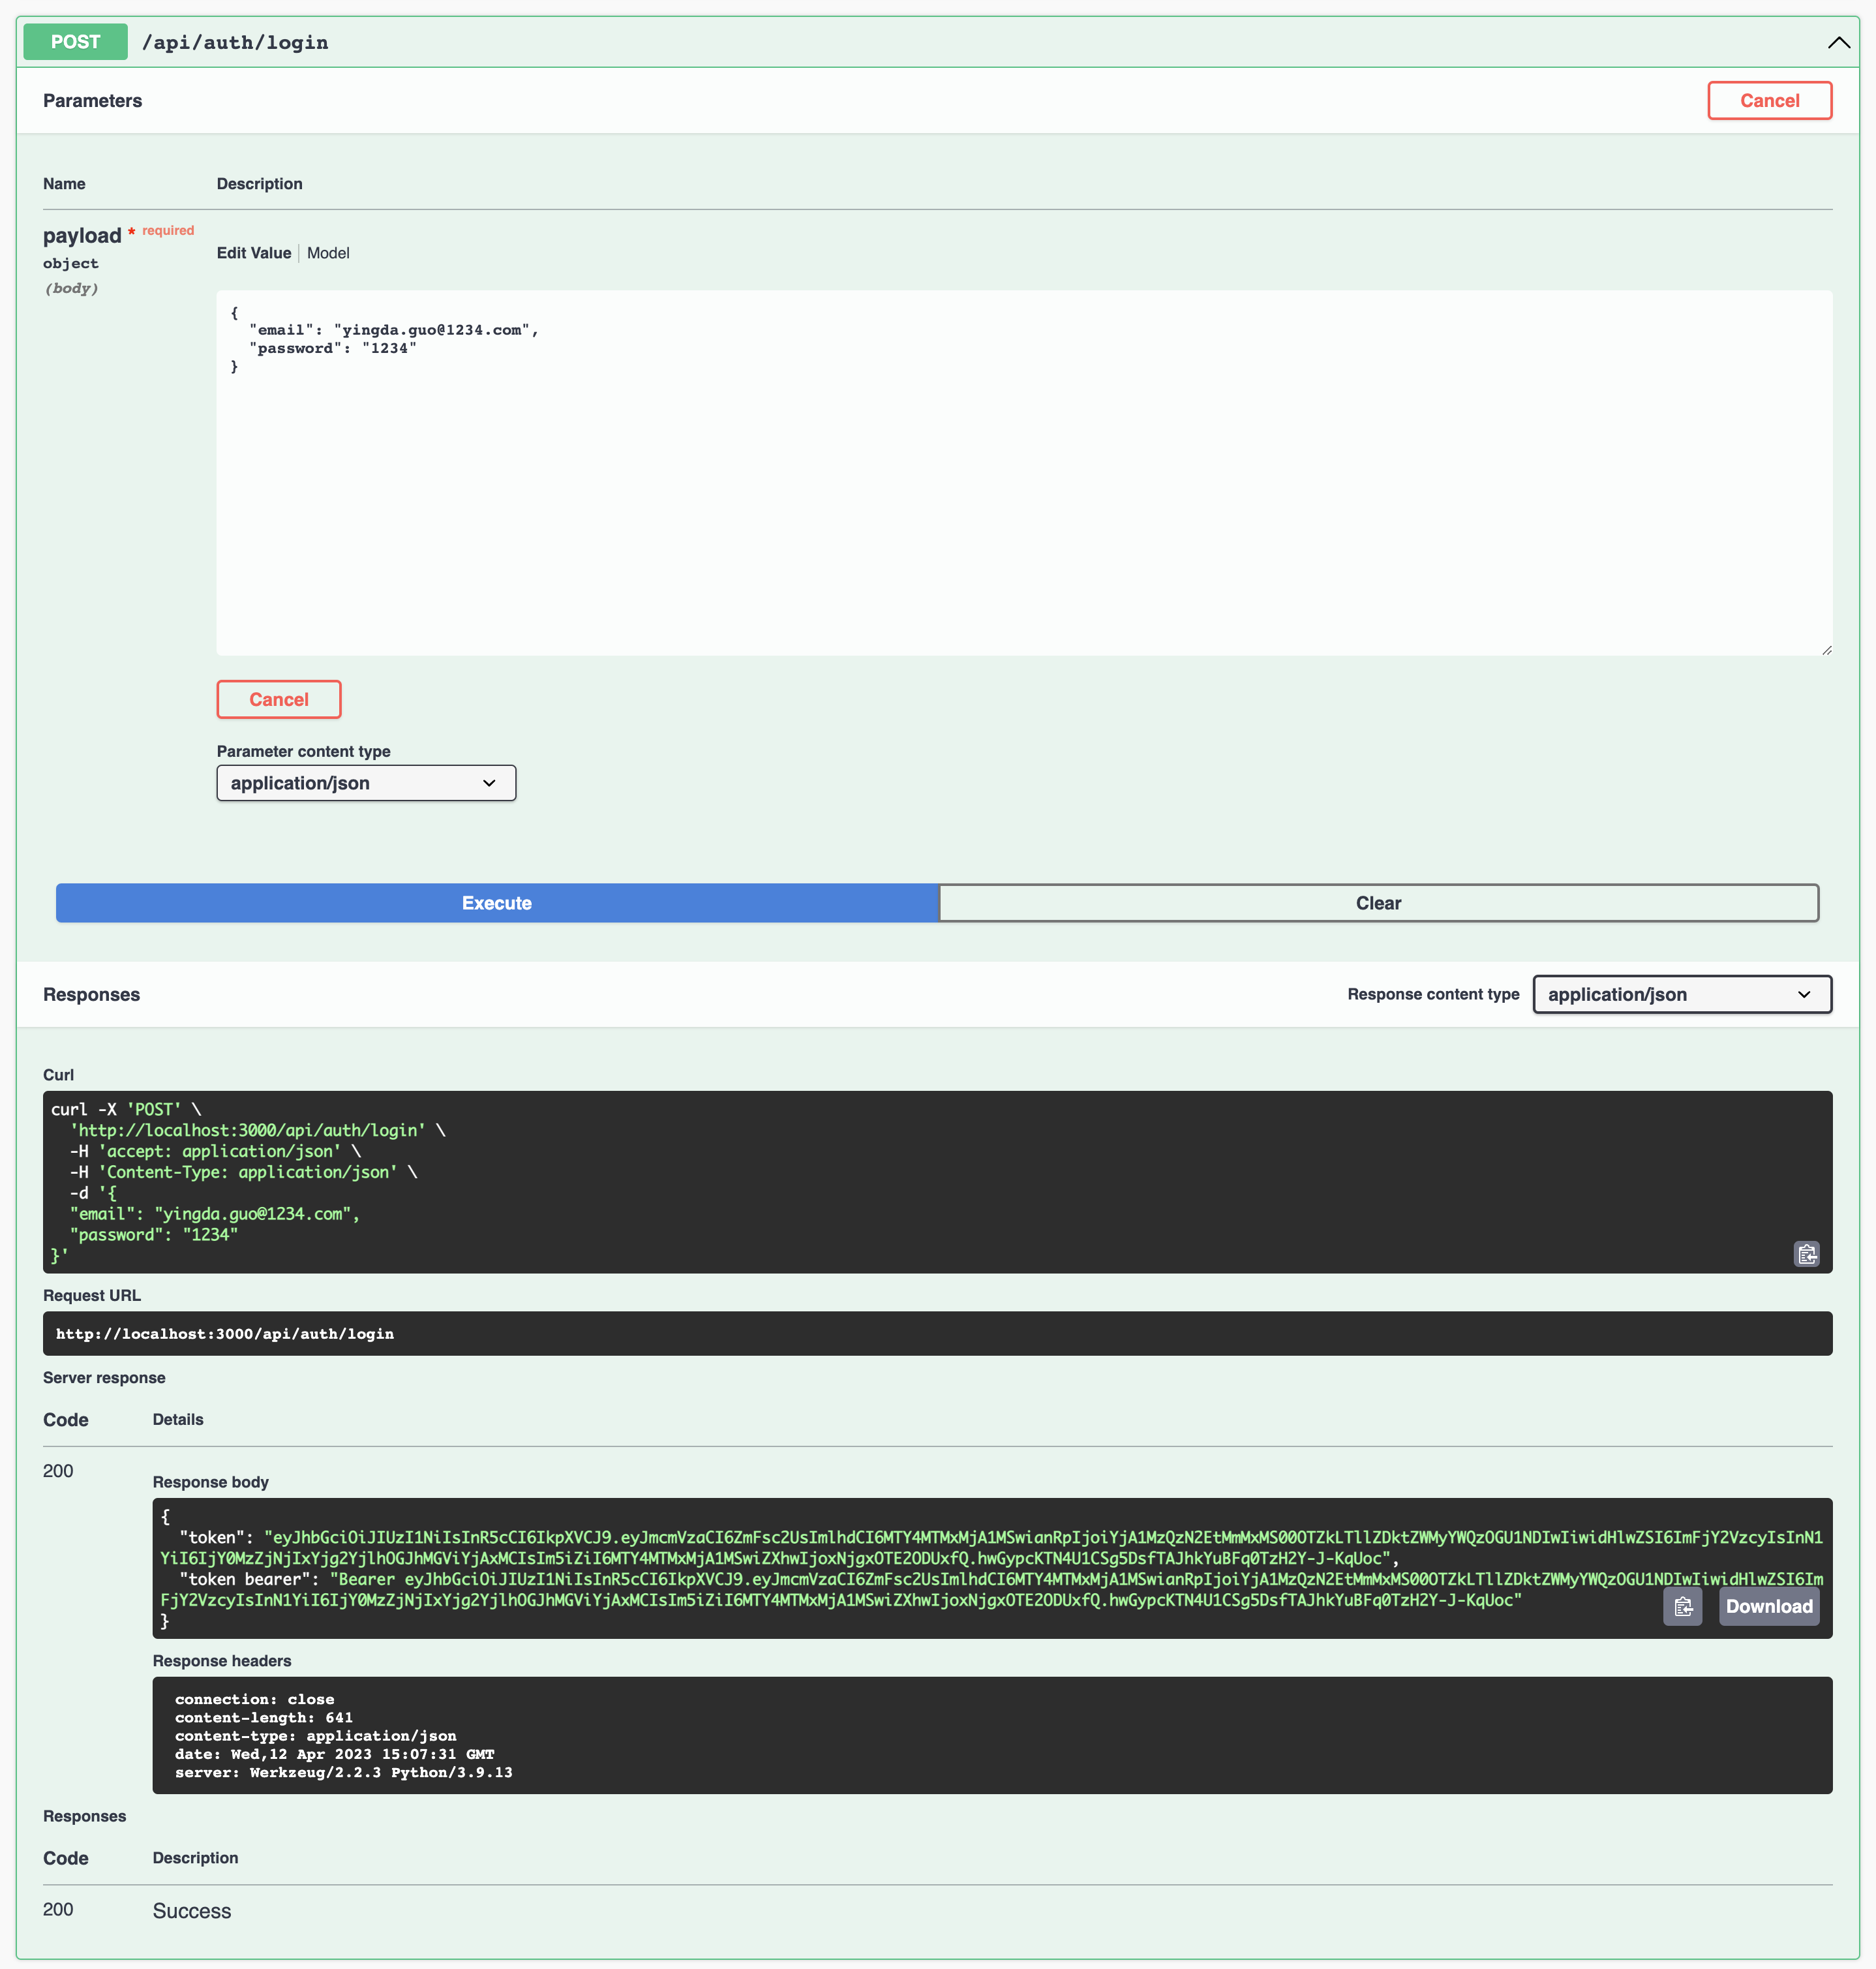 POST /api/auth/login
Parameters
Cancel
Name Description
payload * required
object
(body)
Edit Value Model
{
  "email": "yingda.guo@1234.com",
  "password": "1234"
}
Cancel
Parameter content type
application/json
Execute Clear
Responses Response content type application/json
Curl
curl -X 'POST' \
  'http://localhost:3000/api/auth/login' \
  -H 'accept: application/json' \
  -H 'Content-Type: application/json' \
  -d '{
  "email": "yingda.guo@1234.com",
  "password": "1234"
}'
Request URL
http://localhost:3000/api/auth/login
Server response
Code Details
200
Response body
{
  "token": "eyJhbGciOiJIUzI1NiIsInR5cCI6IkpXVCJ9.eyJmcmVzaCI6ZmFsc2UsImlhdCI6MTY4MTMxMjA1MSwianRpIjoiYjA1MzQzN2EtMmMxMS00OTZkLTllZDktZWMyYWQzOGU1NDIwIiwidHlwZSI6ImFjY2VzcyIsInN1
YiI6IjY0MzZjNjIxYjg2YjlhOGJhMGViYjAxMCIsIm5iZiI6MTY4MTMxMjA1MSwiZXhwIjoxNjgxOTE2ODUxfQ.hwGypcKTN4U1CSg5DsfTAJhkYuBFq0TzH2Y-J-KqUoc",
  "token bearer": "Bearer eyJhbGciOiJIUzI1NiIsInR5cCI6IkpXVCJ9.eyJmcmVzaCI6ZmFsc2UsImlhdCI6MTY4MTMxMjA1MSwianRpIjoiYjA1MzQzN2EtMmMxMS00OTZkLTllZDktZWMyYWQzOGU1NDIwIiwidHlwZSI6Im
FjY2VzcyIsInN1YiI6IjY0MzZjNjIxYjg2YjlhOGJhMGViYjAxMCIsIm5iZiI6MTY4MTMxMjA1MSwiZXhwIjoxNjgxOTE2ODUxfQ.hwGypcKTN4U1CSg5DsfTAJhkYuBFq0TzH2Y-J-KqUoc"
}
Download
Response headers
connection: close
content-length: 641
content-type: application/json
date: Wed,12 Apr 2023 15:07:31 GMT
server: Werkzeug/2.2.3 Python/3.9.13
Responses
Code Description
200 Success